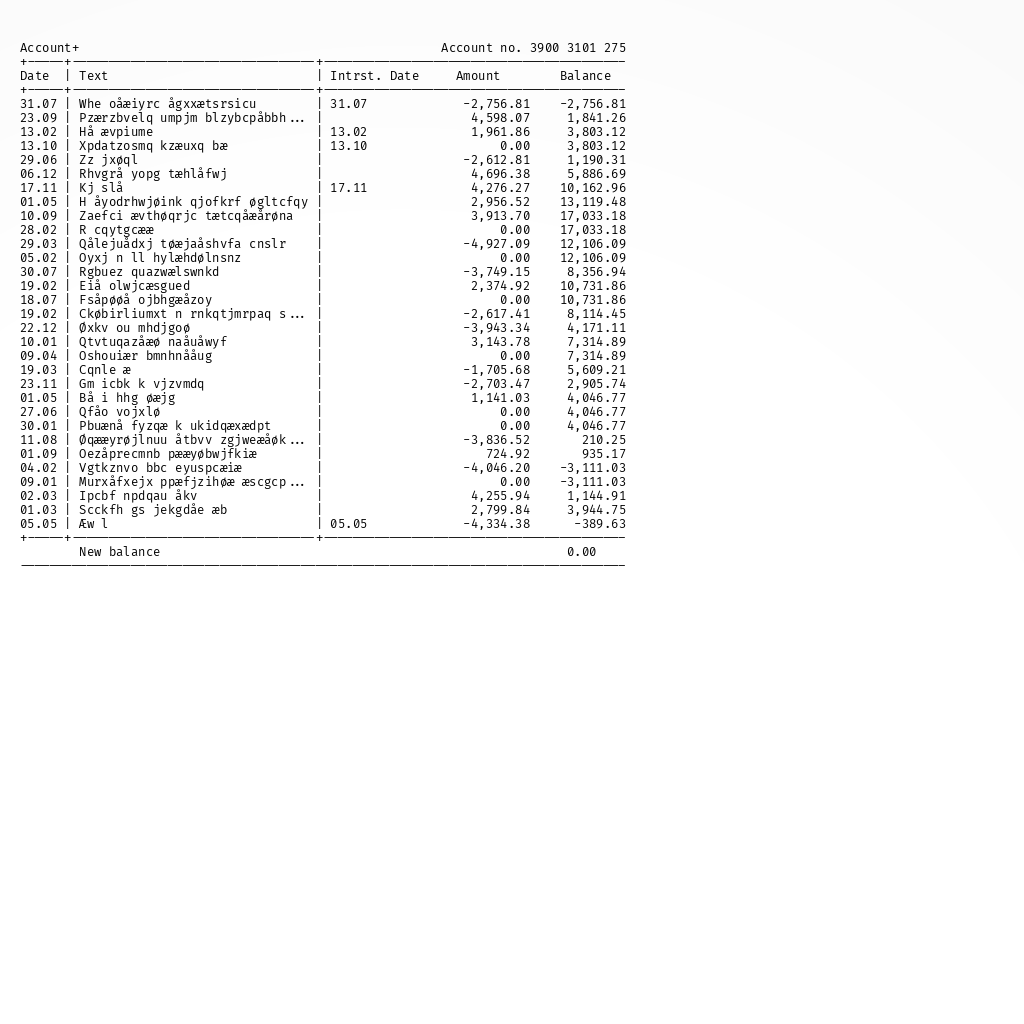 Account+ Account no. 3900 3101 275
Date | Text | Intrst. Date Amount Balance
31.07 | Whe oåæiyrc ågxxætsrsicu | 31.07 -2,756.81 -2,756.81
23.09 | Pzærzbvelq umpjm blzybcpåbbh... | 4,598.07 1,841.26
13.02 | Hå ævpiume | 13.02 1,961.86 3,803.12
13.10 | Xpdatzosmq kzæuxq bæ | 13.10 0.00 3,803.12
29.06 | Zz jxøql | -2,612.81 1,190.31
06.12 | Rhvgrå yopg tæhlåfwj | 4,696.38 5,886.69
17.11 | Kj slå | 17.11 4,276.27 10,162.96
01.05 | H åyodrhwjøink qjofkrf øgltcfqy | 2,956.52 13,119.48
10.09 | Zaefci ævthøqrjc tætcqåæårøna | 3,913.70 17,033.18
28.02 | R cqytgcææ | 0.00 17,033.18
29.03 | Qålejuådxj tøæjaåshvfa cnslr | -4,927.09 12,106.09
05.02 | Oyxj n ll hylæhdølnsnz | 0.00 12,106.09
30.07 | Rgbuez quazwælswnkd | -3,749.15 8,356.94
19.02 | Eiå olwjcæsgued | 2,374.92 10,731.86
18.07 | Fsåpøøå ojbhgæåzoy | 0.00 10,731.86
19.02 | Ckøbirliumxt n rnkqtjmrpaq s... | -2,617.41 8,114.45
22.12 | Øxkv ou mhdjgoø | -3,943.34 4,171.11
10.01 | Qtvtuqazåæø naåuåwyf | 3,143.78 7,314.89
09.04 | Oshouiær bmnhnååug | 0.00 7,314.89
19.03 | Cqnle æ | -1,705.68 5,609.21
23.11 | Gm icbk k vjzvmdq | -2,703.47 2,905.74
01.05 | Bå i hhg øæjg | 1,141.03 4,046.77
27.06 | Qfåo vojxlø | 0.00 4,046.77
30.01 | Pbuænå fyzqæ k ukidqæxædpt | 0.00 4,046.77
11.08 | Øqææyrøjlnuu åtbvv zgjweæåøk... | -3,836.52 210.25
01.09 | Oezåprecmnb pææyøbwjfkiæ | 724.92 935.17
04.02 | Vgtkznvo bbc eyuspcæiæ | -4,046.20 -3,111.03
09.01 | Murxåfxejx ppæfjzihøæ æscgcp... | 0.00 -3,111.03
02.03 | Ipcbf npdqau åkv | 4,255.94 1,144.91
01.03 | Scckfh gs jekgdåe æb | 2,799.84 3,944.75
05.05 | Æw l | 05.05 -4,334.38 -389.63
New balance 0.00